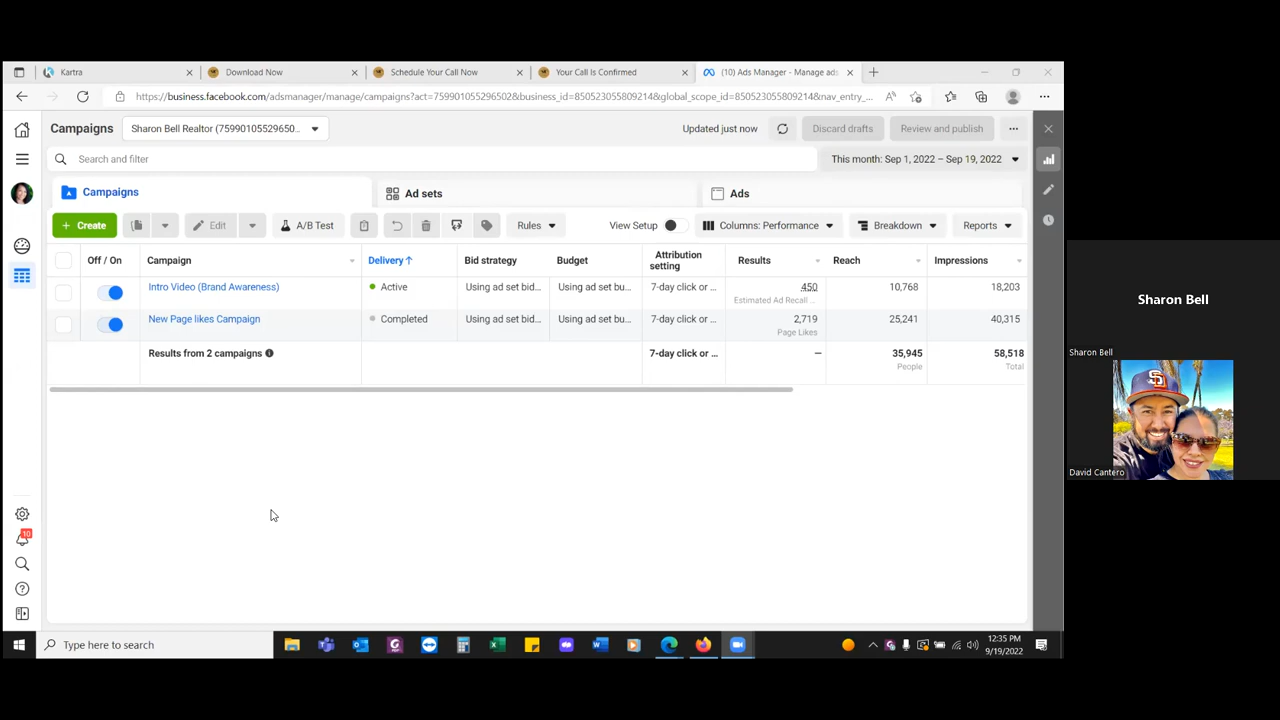 Kartra
Download Now
Schedule Your Call Now
Your Call Is Confirmed
(10) Ads Manager - Manage ads
https://business.facebook.com/adsmanager/manage/campaigns?act=759901055296502&business_id=850523055809214&global_scope_id=850523055809214&nav_entry_...
Campaigns
Sharon Bell Realtor (75990105529650...
Updated just now
Discard drafts
Review and publish
Search and filter
This month: Sep 1, 2022 – Sep 19, 2022
Campaigns
Ad sets
Ads
+ Create
Edit
A/B Test
Rules
View Setup
Columns: Performance
Breakdown
Reports
Off / On
Campaign
Delivery ↑
Bid strategy
Budget
Attribution
setting
Results
Reach
Impressions
Intro Video (Brand Awareness)
Active
Using ad set bid...
Using ad set bu...
7-day click or ...
450
Estimated Ad Recall ...
10,768
18,203
New Page likes Campaign
Completed
Using ad set bid...
Using ad set bu...
7-day click or ...
2,719
Page Likes
25,241
40,315
Results from 2 campaigns
7-day click or ...
—
35,945
People
58,518
Total
10
Type here to search
12:35 PM
9/19/2022
Sharon Bell
Sharon Bell
David Cantero